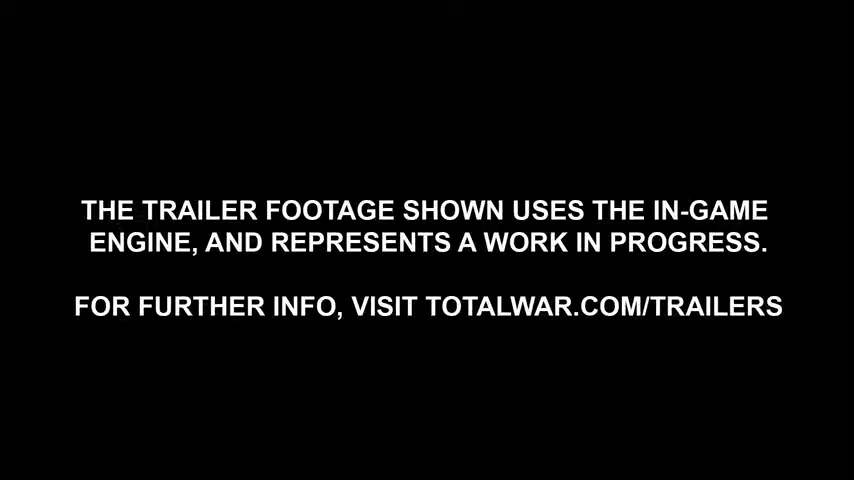 THE TRAILER FOOTAGE SHOWN USES THE IN-GAME
ENGINE, AND REPRESENTS A WORK IN PROGRESS.
FOR FURTHER INFO, VISIT TOTALWAR.COM/TRAILERS